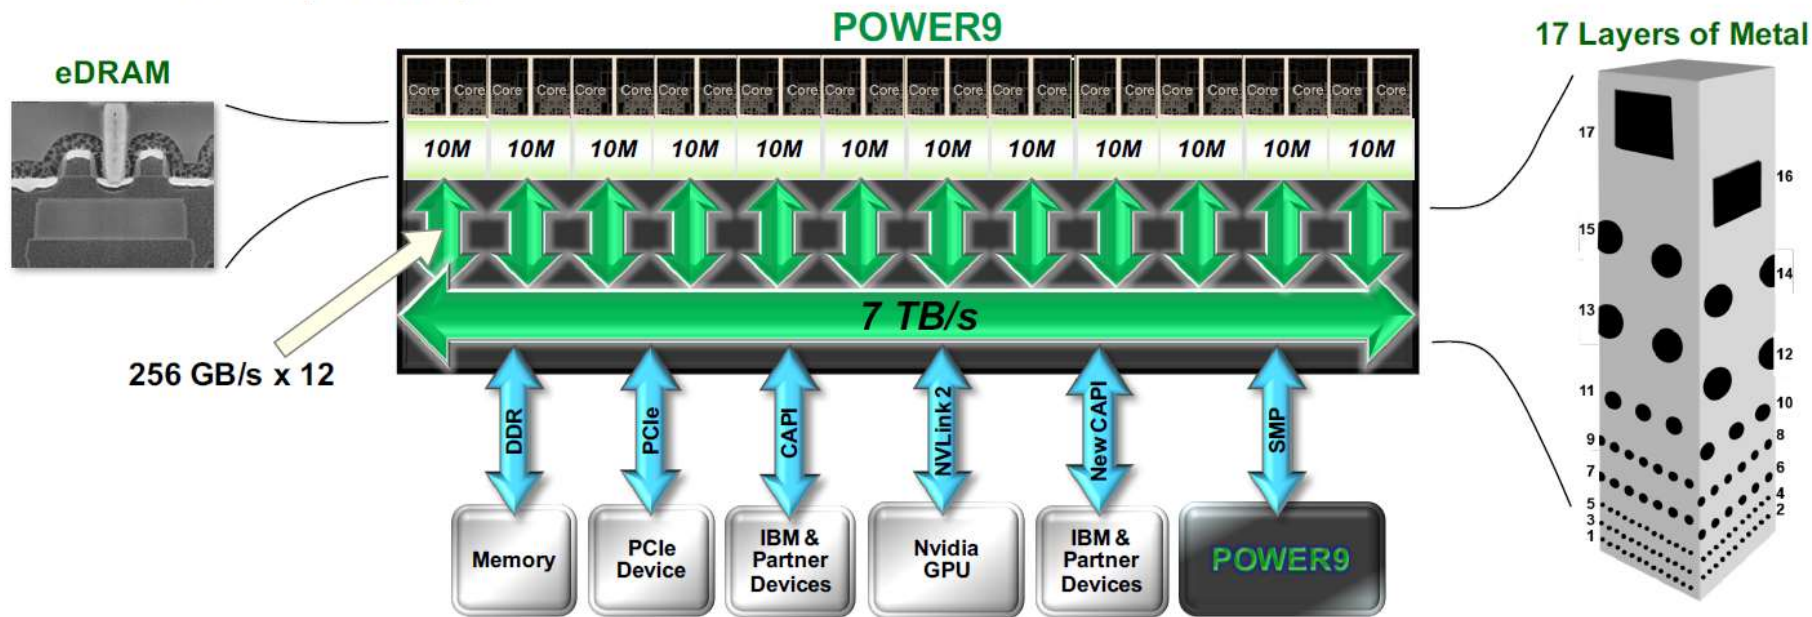 POWER9
17 Layers of Metal
eDRAM
Core Core Core Core Core Core Core Core Core Core Core Core Core Core Core Core Core Core Core Core Core Core Core Core
10M 10M 10M 10M 10M 10M 10M 10M 10M 10M 10M 10M
7 TB/s
256 GB/s x 12
DDR
PCIe
CAPI
NVLink 2
New CAPI
SMP
Memory
PCIe
Device
IBM &
Partner
Devices
Nvidia
GPU
IBM &
Partner
Devices
POWER9
17
16
15
14
13
12
11
10
9
8
7
6
5
4
3
2
1